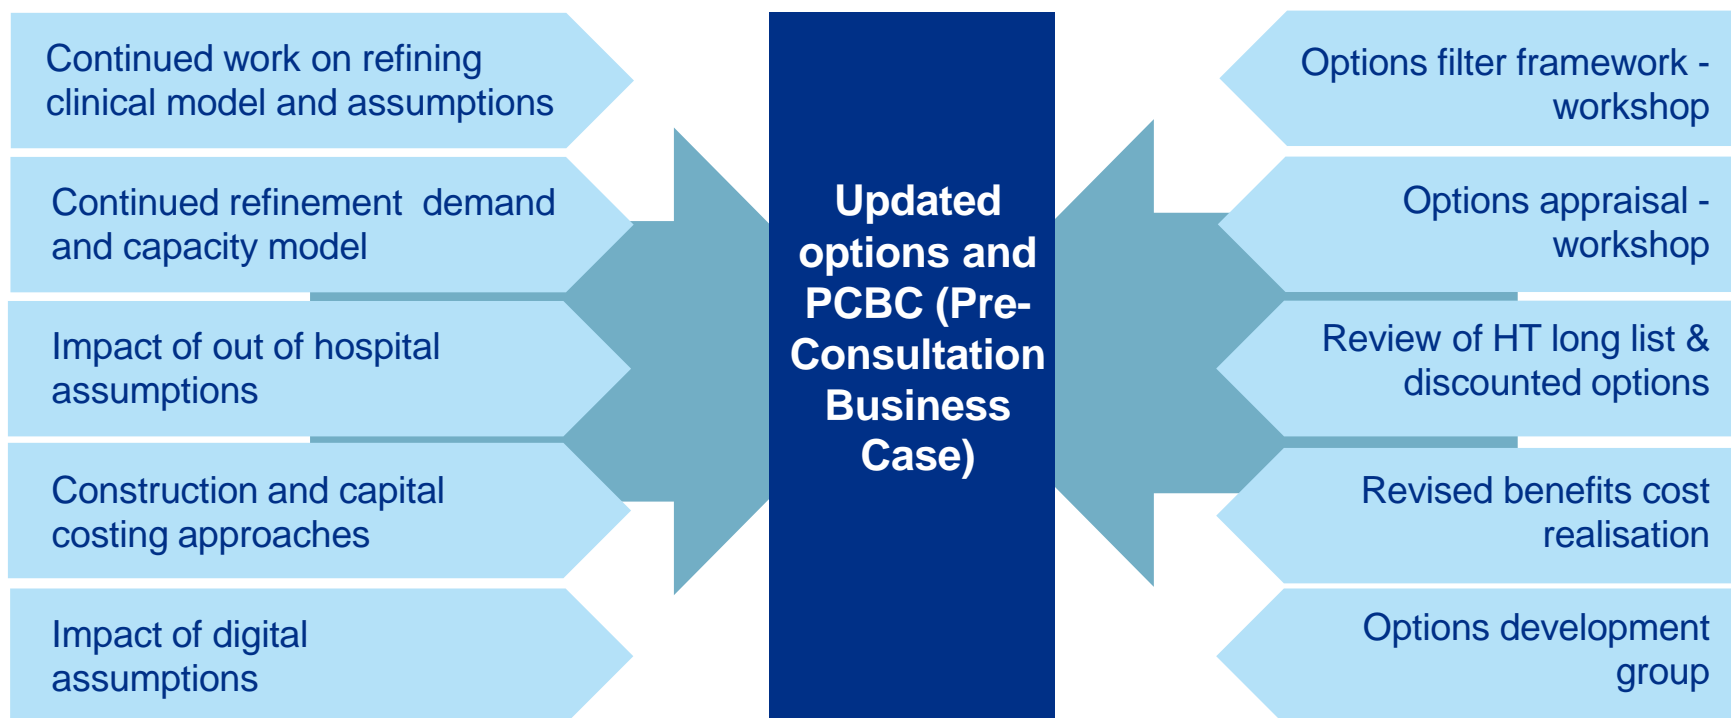 Continued work on refining
clinical model and assumptions
Continued refinement  demand
and capacity model
Impact of out of hospital
assumptions
Construction and capital
costing approaches
Impact of digital
assumptions
Updated
options and
PCBC (Pre-
Consultation
Business
Case)
Options filter framework -
workshop
Options appraisal -
workshop
Review of HT long list &
discounted options
Revised benefits cost
realisation
Options development
group